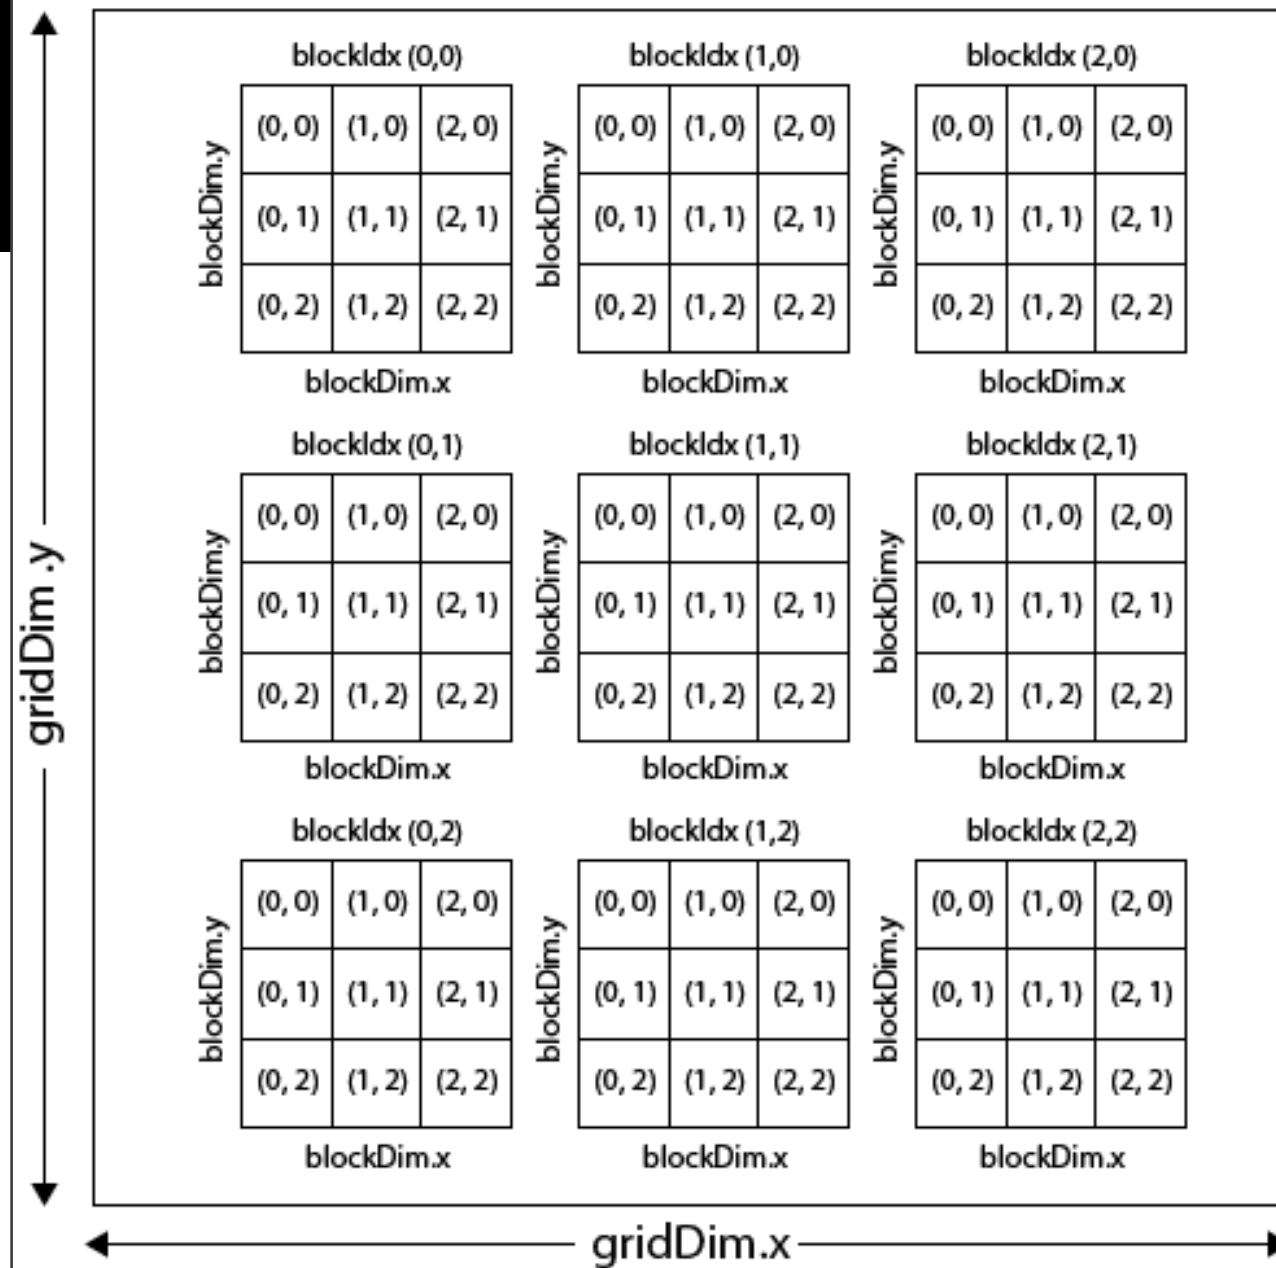 blockIdx (0,0) blockIdx (1,0) blockIdx (2,0)
(0, 0) (1, 0) (2, 0) (0, 0) (1, 0) (2, 0) (0, 0) (1, 0) (2, 0)
blockDim.y blockDim.y blockDim.y
(0, 1) (1, 1) (2, 1) (0, 1) (1, 1) (2, 1) (0, 1) (1, 1) (2, 1)
(0, 2) (1, 2) (2, 2) (0, 2) (1, 2) (2, 2) (0, 2) (1, 2) (2, 2)
blockDim.x blockDim.x blockDim.x
blockIdx (0,1) blockIdx (1,1) blockIdx (2,1)
(0, 0) (1, 0) (2, 0) (0, 0) (1, 0) (2, 0) (0, 0) (1, 0) (2, 0)
blockDim.y blockDim.y blockDim.y
(0, 1) (1, 1) (2, 1) (0, 1) (1, 1) (2, 1) (0, 1) (1, 1) (2, 1)
(0, 2) (1, 2) (2, 2) (0, 2) (1, 2) (2, 2) (0, 2) (1, 2) (2, 2)
blockDim.x blockDim.x blockDim.x
gridDim .y
blockIdx (0,2) blockIdx (1,2) blockIdx (2,2)
(0, 0) (1, 0) (2, 0) (0, 0) (1, 0) (2, 0) (0, 0) (1, 0) (2, 0)
blockDim.y blockDim.y blockDim.y
(0, 1) (1, 1) (2, 1) (0, 1) (1, 1) (2, 1) (0, 1) (1, 1) (2, 1)
(0, 2) (1, 2) (2, 2) (0, 2) (1, 2) (2, 2) (0, 2) (1, 2) (2, 2)
blockDim.x blockDim.x blockDim.x
gridDim.x